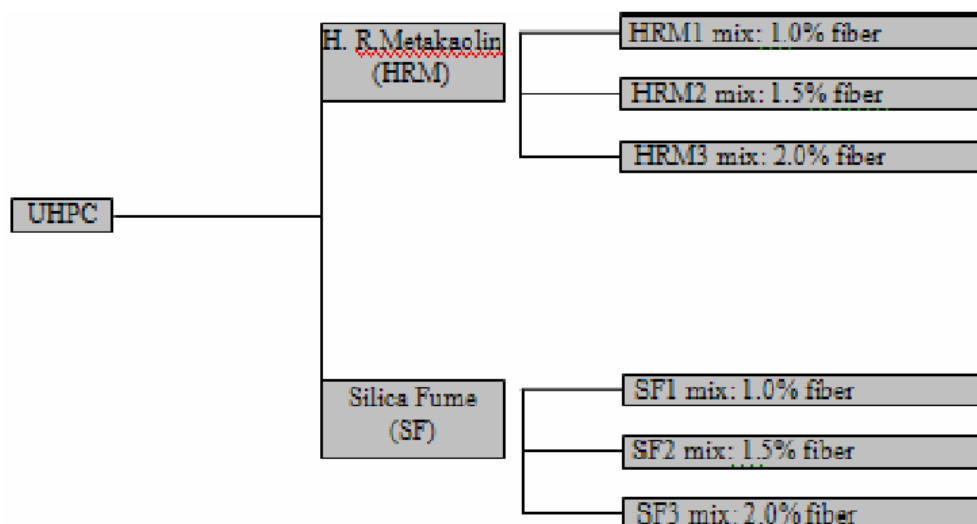 H. R,Metakaolin
(HRM)
HRM1 mix: 1.0% fiber
HRM2 mix: 1.5% fiber
HRM3 mix: 2.0% fiber
UHPC
Silica Fume
(SF)
SF1 mix: 1.0% fiber
SF2 mix: 1.5% fiber
SF3 mix: 2.0% fiber